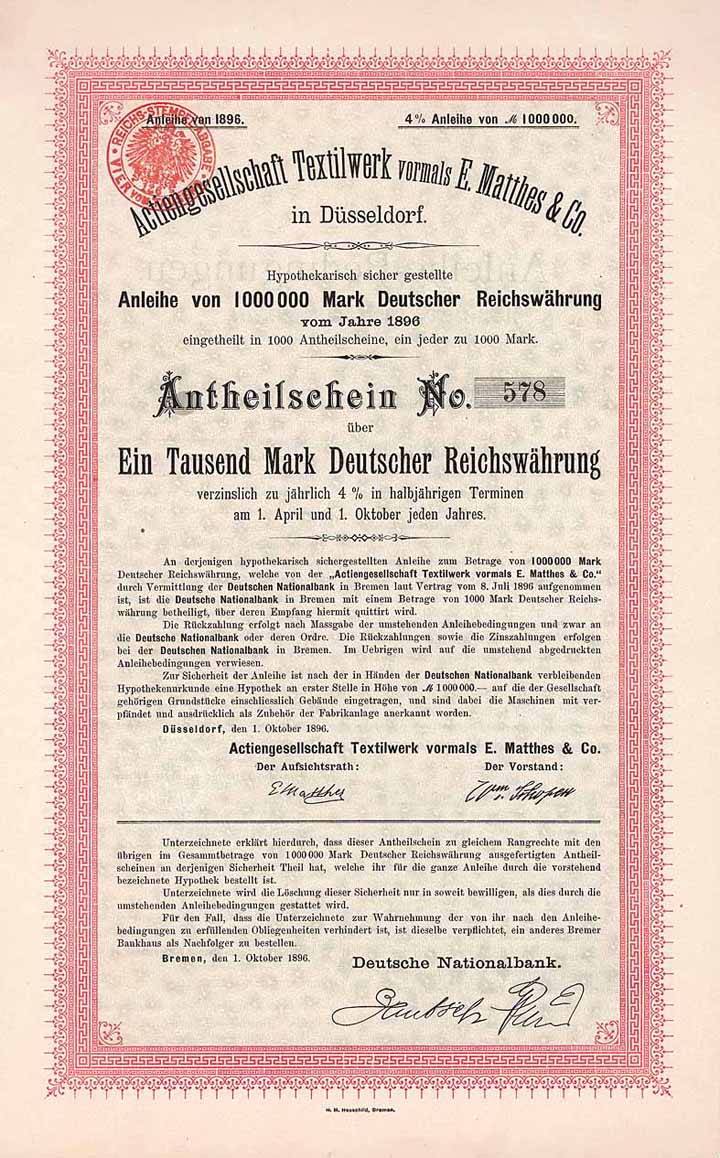 Anleihe von 1896.
4% Anleihe von ℳ 1000000.
REICHS-STEMPELABGABE
VIER VOM
Actiengesellschaft Textilwerk vormals E. Matthes & Co.
in Düsseldorf.
Hypothekarisch sicher gestellte
Anleihe von 1000000 Mark Deutscher Reichswährung
vom Jahre 1896
eingetheilt in 1000 Antheilscheine, ein jeder zu 1000 Mark.
Antheilschein No. 578
über
Ein Tausend Mark Deutscher Reichswährung
verzinslich zu jährlich 4 % in halbjährigen Terminen
am 1. April und 1. Oktober jeden Jahres.
An derjenigen hypothekarisch sichergestellten Anleihe zum Betrage von 1000000 Mark
Deutscher Reichswährung, welche von der „Actiengesellschaft Textilwerk vormals E. Matthes & Co."
durch Vermittlung der Deutschen Nationalbank in Bremen laut Vertrag vom 8. Juli 1896 aufgenommen
ist, ist die Deutsche Nationalbank in Bremen mit einem Betrage von 1000 Mark Deutscher Reichs-
währung betheiligt, über deren Empfang hiermit quittirt wird.
Die Rückzahlung erfolgt nach Massgabe der umstehenden Anleihebedingungen und zwar an
die Deutsche Nationalbank oder deren Ordre. Die Rückzahlungen sowie die Zinszahlungen erfolgen
bei der Deutschen Nationalbank in Bremen. Im Uebrigen wird auf die umstehend abgedruckten
Anleihebedingungen verwiesen.
Zur Sicherheit der Anleihe ist nach der in Händen der Deutschen Nationalbank verbleibenden
Hypothekenurkunde eine Hypothek an erster Stelle in Höhe von ℳ 1000000.— auf die der Gesellschaft
gehörigen Grundstücke einschliesslich Gebäude eingetragen, und sind dabei die Maschinen mit ver-
pfändet und ausdrücklich als Zubehör der Fabrikanlage anerkannt worden.
Düsseldorf, den 1. Oktober 1896.
Actiengesellschaft Textilwerk vormals E. Matthes & Co.
Der Aufsichtsrath: Der Vorstand:
E Matthes
Unterzeichnete erklärt hierdurch, dass dieser Antheilschein zu gleichem Rangrechte mit den
übrigen im Gesammtbetrage von 1000000 Mark Deutscher Reichswährung ausgefertigten Antheil-
scheinen an derjenigen Sicherheit Theil hat, welche ihr für die ganze Anleihe durch die vorstehend
bezeichnete Hypothek bestellt ist.
Unterzeichnete wird die Löschung dieser Sicherheit nur in soweit bewilligen, als dies durch die
umstehenden Anleihebedingungen gestattet wird.
Für den Fall, dass die Unterzeichnete zur Wahrnehmung der von ihr nach den Anleihe-
bedingungen zu erfüllenden Obliegenheiten verhindert ist, ist dieselbe verpflichtet, ein anderes Bremer
Bankhaus als Nachfolger zu bestellen.
Bremen, den 1. Oktober 1896.
Deutsche Nationalbank.
H. M. Hauschild, Bremen.